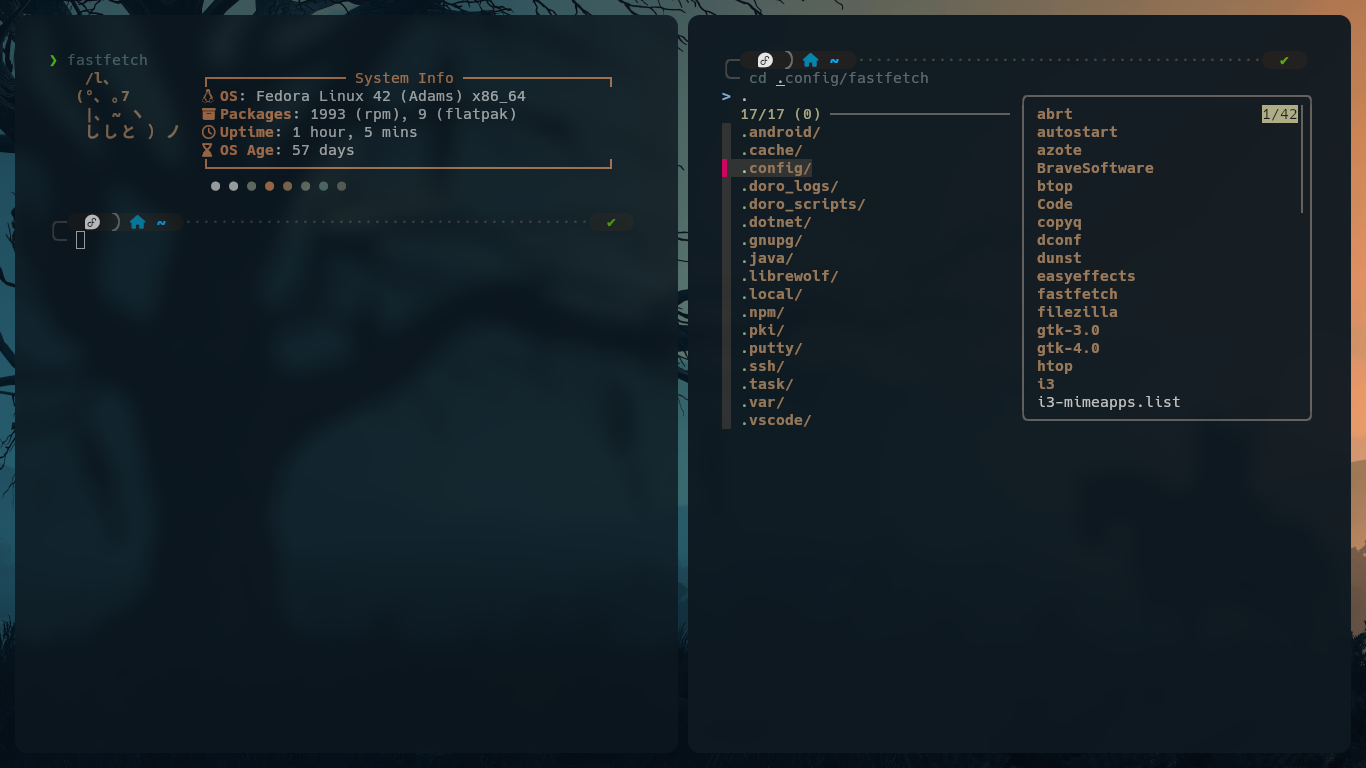 ❯ fastfetch
/l、
(°、。7
|、~ヽ
しし と ) ノ
System Info
OS: Fedora Linux 42 (Adams) x86_64
Packages: 1993 (rpm), 9 (flatpak)
Uptime: 1 hour, 5 mins
OS Age: 57 days
~ ✔
~ ✔
cd .config/fastfetch
> .
17/17 (0)
.android/
.cache/
.config/
.doro_logs/
.doro_scripts/
.dotnet/
.gnupg/
.java/
.librewolf/
.local/
.npm/
.pki/
.putty/
.ssh/
.task/
.var/
.vscode/
abrt 1/42
autostart
azote
BraveSoftware
btop
Code
copyq
dconf
dunst
easyeffects
fastfetch
filezilla
gtk-3.0
gtk-4.0
htop
i3
i3-mimeapps.list